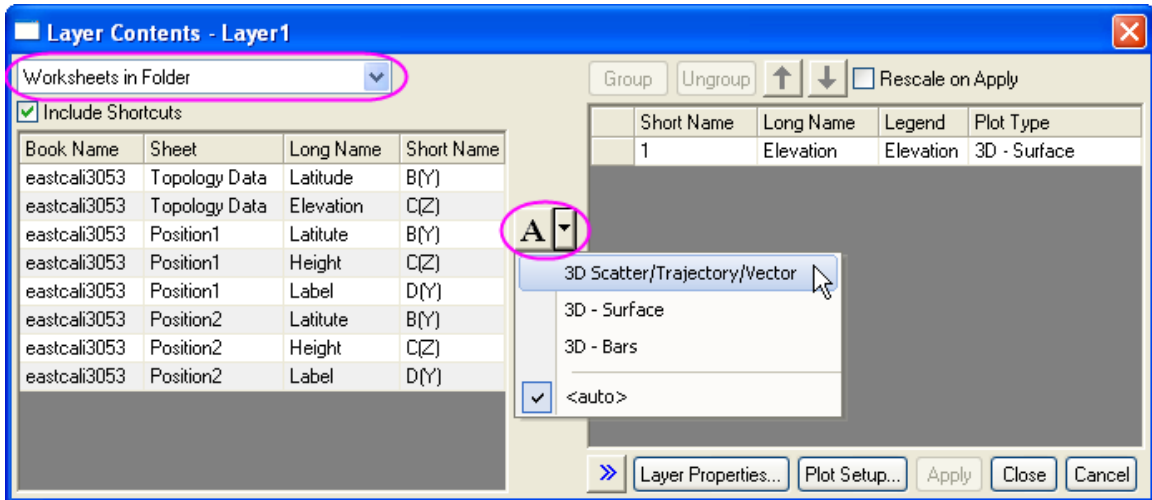 Layer Contents - Layer1
Worksheets in Folder
Group Ungroup Rescale on Apply
Include Shortcuts
Book Name Sheet Long Name Short Name
eastcali3053 Topology Data Latitude B(Y)
eastcali3053 Topology Data Elevation C(Z)
eastcali3053 Position1 Latitute B(Y)
eastcali3053 Position1 Height C(Z)
eastcali3053 Position1 Label D(Y)
eastcali3053 Position2 Latitute B(Y)
eastcali3053 Position2 Height C(Z)
eastcali3053 Position2 Label D(Y)
A
3D Scatter/Trajectory/Vector
3D - Surface
3D - Bars
<auto>
Short Name Long Name Legend Plot Type
1 Elevation Elevation 3D - Surface
Layer Properties... Plot Setup... Apply Close Cancel